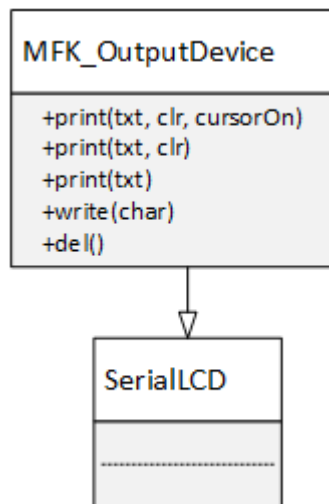 MFK_OutputDevice
+print(txt, clr, cursorOn)
+print(txt, clr)
+print(txt)
+write(char)
+del()
SerialLCD